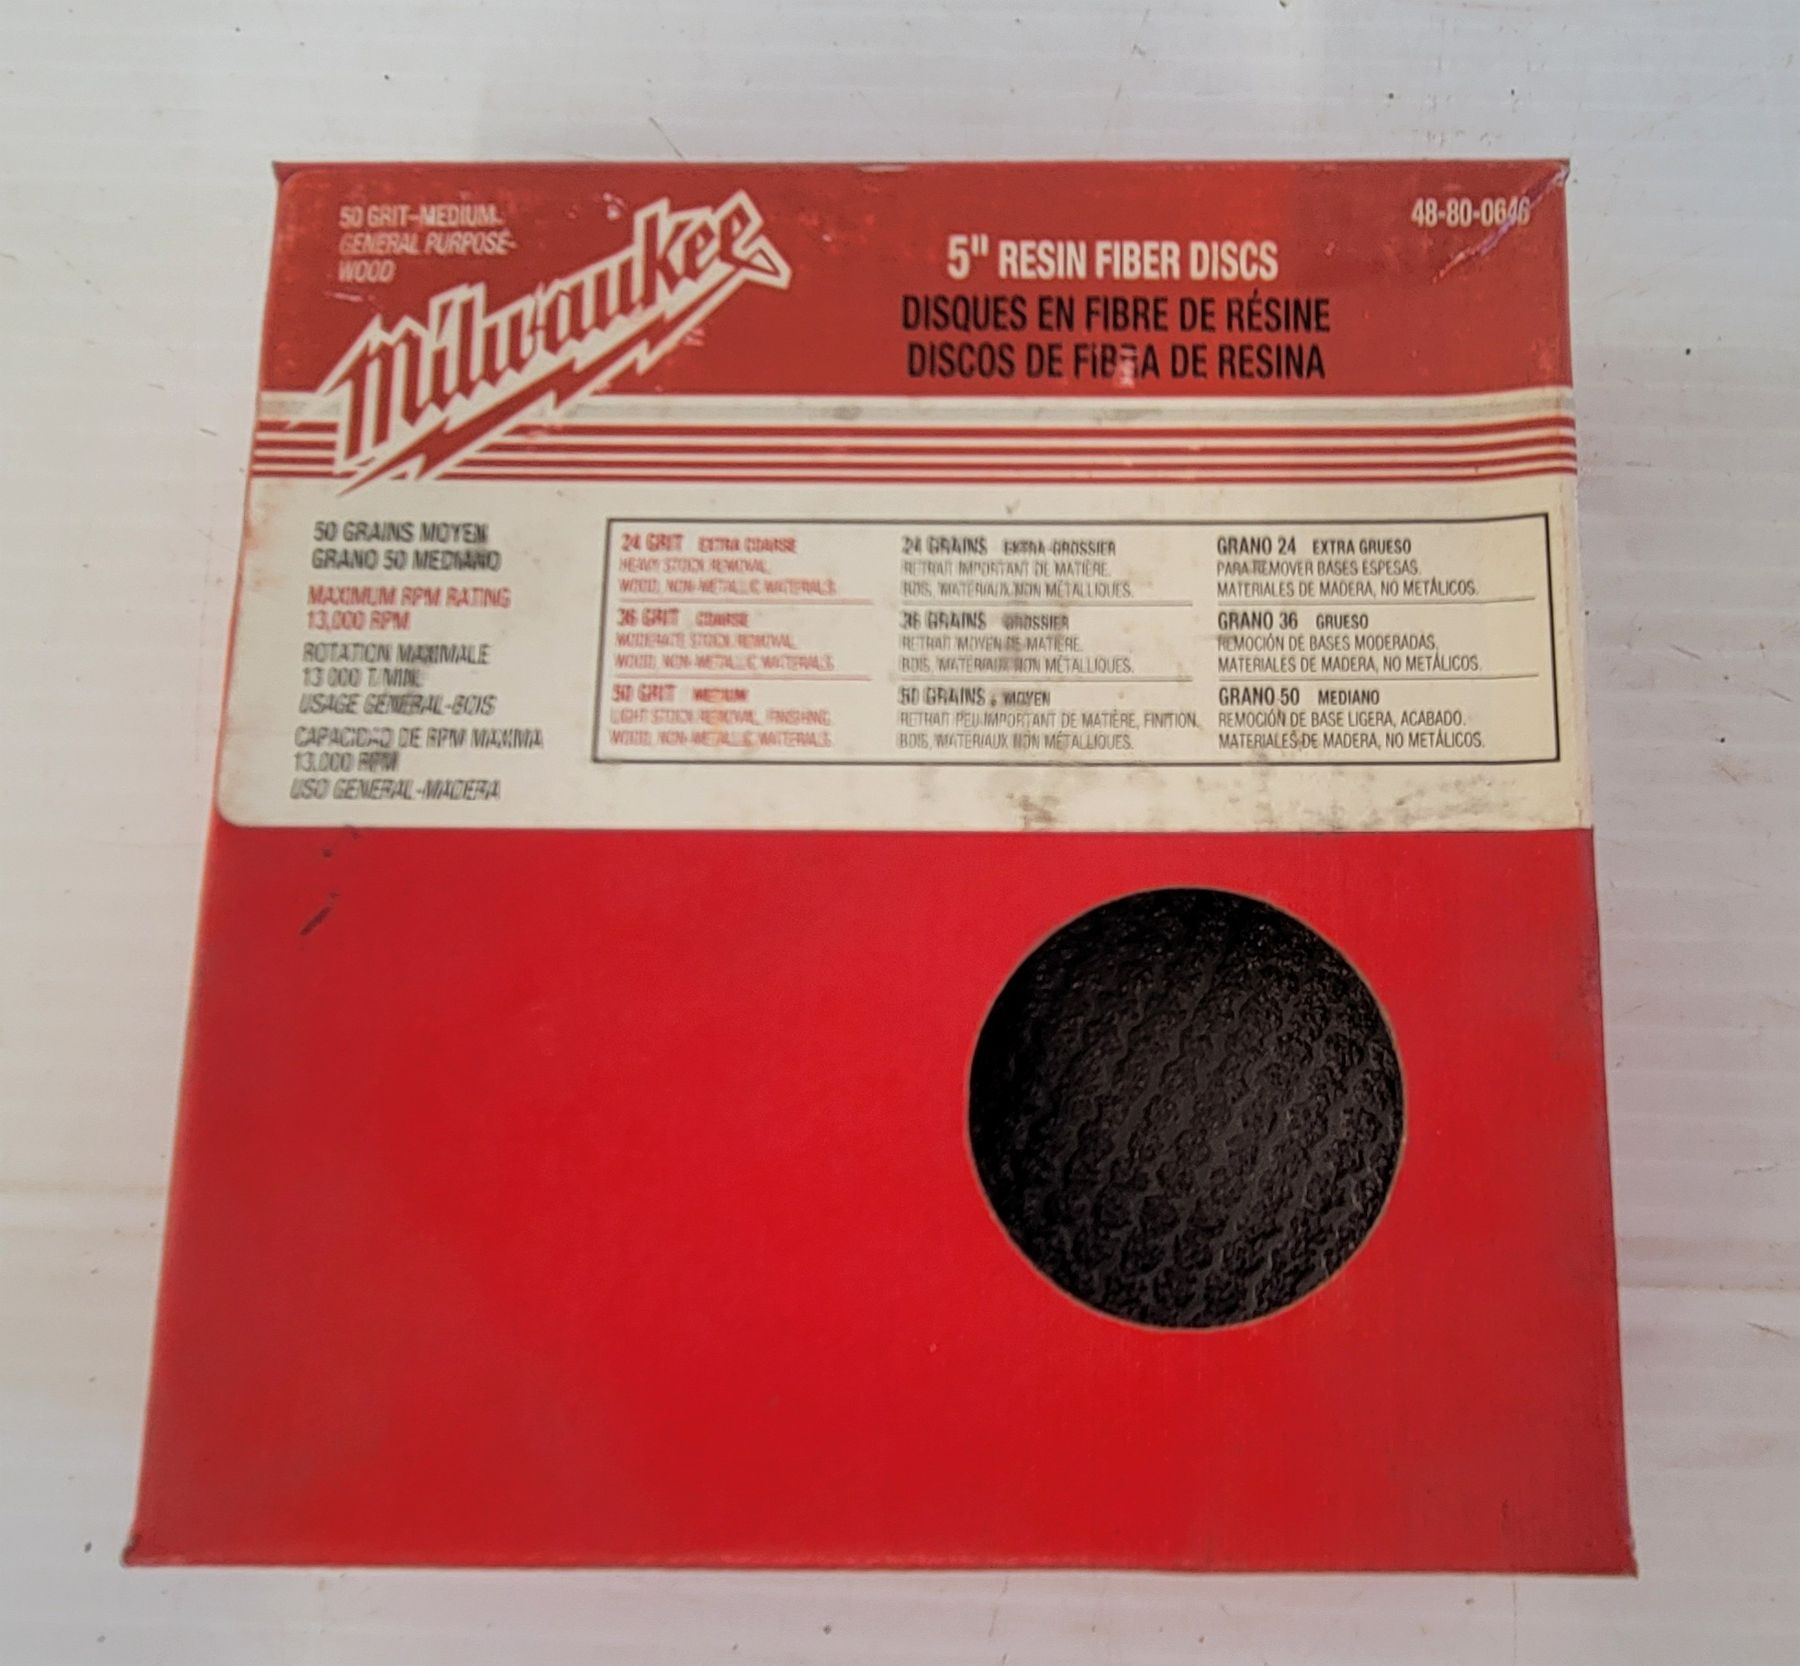 50 GRIT-MEDIUM
GENERAL PURPOSE-
WOOD
Milwaukee
48-80-0646
5" RESIN FIBER DISCS
DISQUES EN FIBRE DE RÉSINE
DISCOS DE FIBRA DE RESINA
50 GRAINS MOYEN
GRANO 50 MEDIANO
MAXIMUM RPM RATING
13,000 RPM
ROTATION MAXIMALE
13 000 T/MIN.
USAGE GÉNÉRAL-BOIS
CAPACIDAD DE RPM MAXIMA
13,000 RPM
USO GENERAL-MADERA
24 GRIT EXTRA COARSE
HEAVY STOCK REMOVAL.
WOOD, NON-METALLIC MATERIALS.
36 GRIT COARSE
MODERATE STOCK REMOVAL.
WOOD, NON-METALLIC MATERIALS.
50 GRIT MEDIUM
LIGHT STOCK REMOVAL, FINISHING.
WOOD, NON-METALLIC MATERIALS.
24 GRAINS EXTRA-GROSSIER
RETRAIT IMPORTANT DE MATIÈRE.
BOIS, MATÉRIAUX NON MÉTALLIQUES.
36 GRAINS GROSSIER
RETRAIT MOYEN DE MATIÈRE.
BOIS, MATÉRIAUX NON MÉTALLIQUES.
50 GRAINS MOYEN
RETRAIT PEU IMPORTANT DE MATIÈRE, FINITION.
BOIS, MATÉRIAUX NON MÉTALLIQUES.
GRANO 24 EXTRA GRUESO
PARA REMOVER BASES ESPESAS.
MATERIALES DE MADERA, NO METÁLICOS.
GRANO 36 GRUESO
REMOCIÓN DE BASES MODERADAS,
MATERIALES DE MADERA, NO METÁLICOS.
GRANO 50 MEDIANO
REMOCIÓN DE BASE LIGERA, ACABADO.
MATERIALES DE MADERA, NO METÁLICOS.